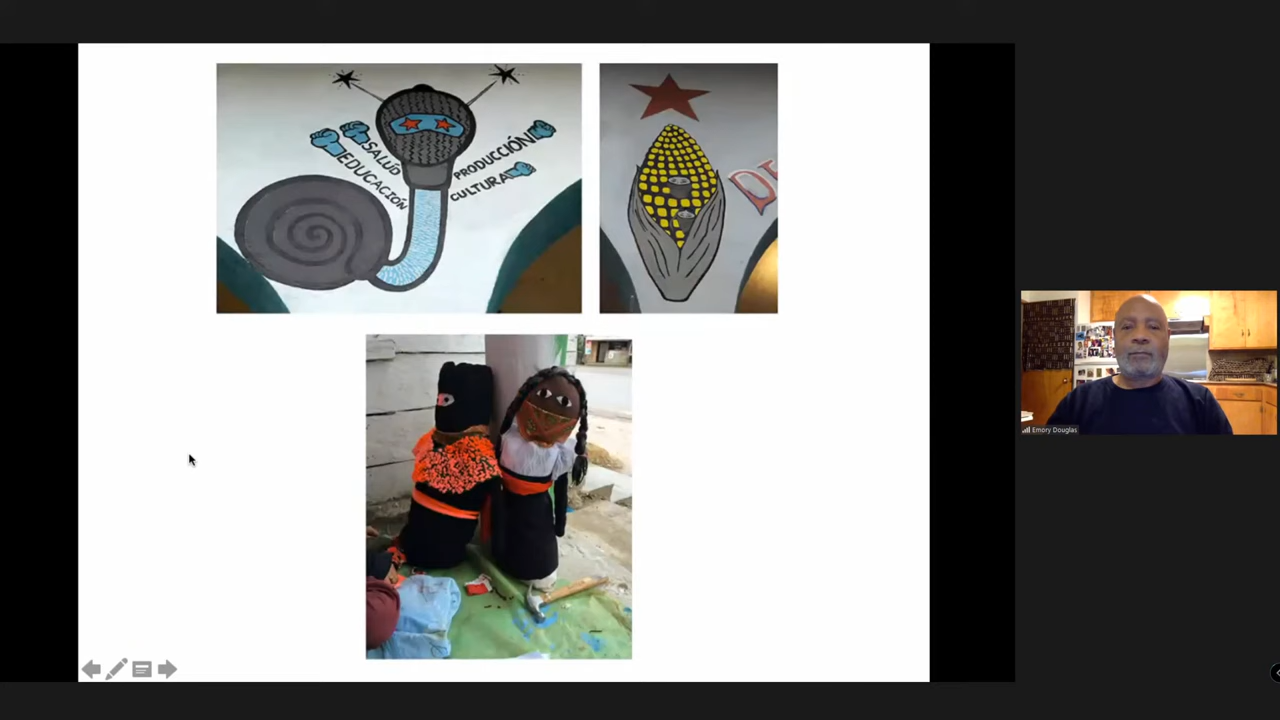 SALUD
EDUCACIÓN
PRODUCCIÓN
CULTURA
Emory Douglas